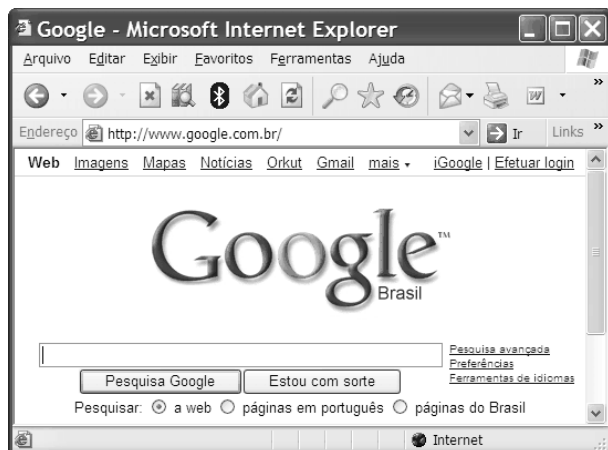 Google - Microsoft Internet Explorer
Arquivo Editar Exibir Favoritos Ferramentas Ajuda
W »
Endereço http://www.google.com.br/ Ir Links »
Web Imagens Mapas Notícias Orkut Gmail mais iGoogle | Efetuar login
Google™
Brasil
Pesquisa avançada
Preferências
Ferramentas de idiomas
Pesquisa Google Estou com sorte
Pesquisar: a web páginas em português páginas do Brasil
Internet